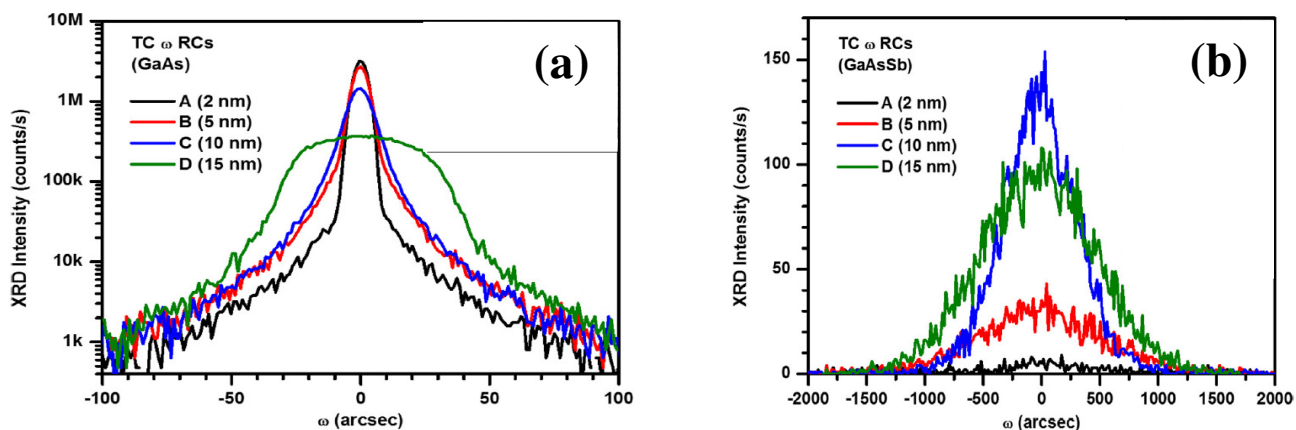 10M
1M
100k
10k
1k
XRD Intensity (counts/s)
TC ω RCs
(GaAs)
A (2 nm)
B (5 nm)
C (10 nm)
D (15 nm)
(a)
-100 -50 0 50 100
ω (arcsec)
150
100
50
0
XRD Intensity (counts/s)
TC ω RCs
(GaAsSb)
A (2 nm)
B (5 nm)
C (10 nm)
D (15 nm)
(b)
-2000 -1500 -1000 -500 0 500 1000 1500 2000
ω (arcsec)